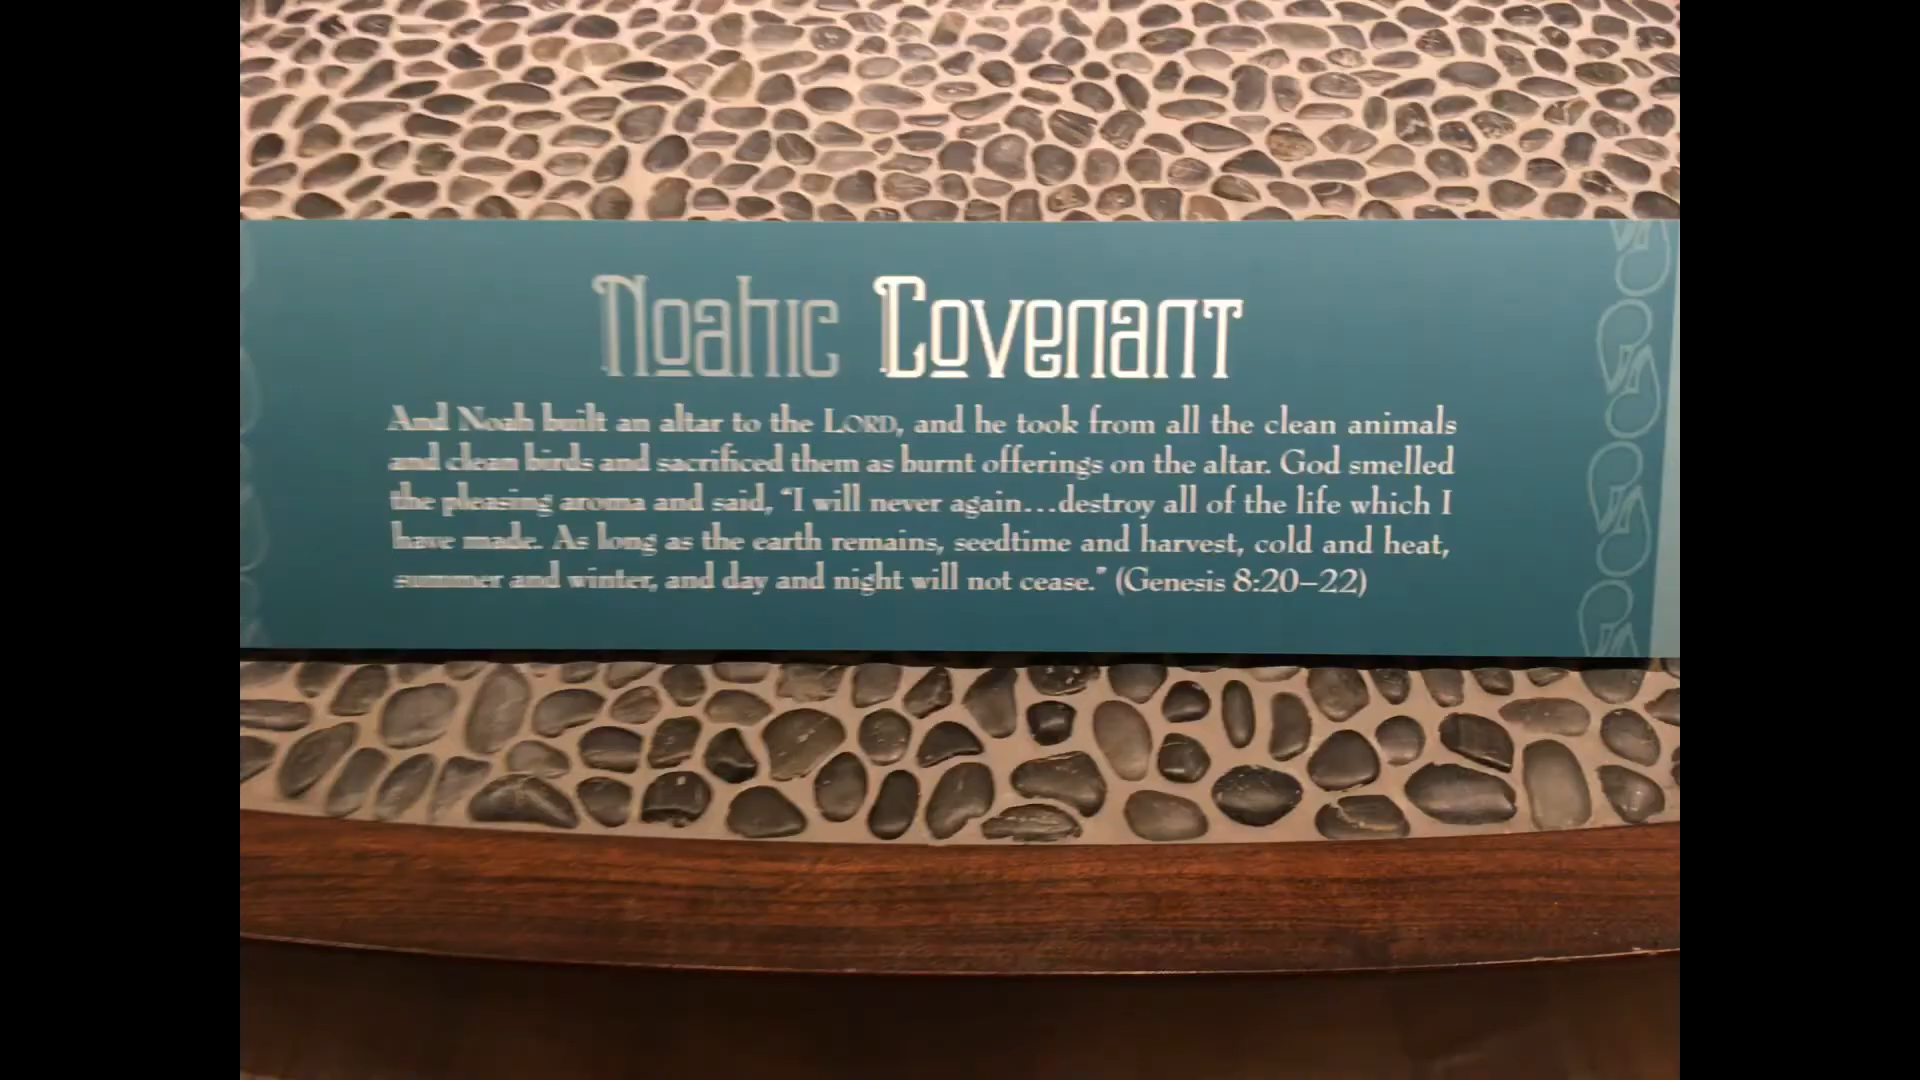 Noahic Covenant
And Noah built an altar to the LORD, and he took from all the clean animals
and clean birds and sacrificed them as burnt offerings on the altar. God smelled
the pleasing aroma and said, “I will never again...destroy all of the life which I
have made. As long as the earth remains, seedtime and harvest, cold and heat,
summer and winter, and day and night will not cease.” (Genesis 8:20–22)